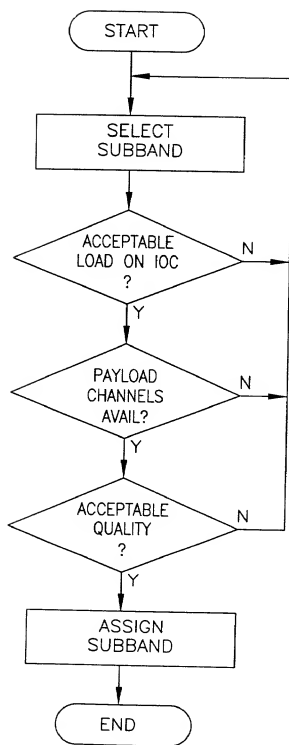 START
SELECT
SUBBAND
ACCEPTABLE
LOAD ON IOC
?
N
Y
PAYLOAD
CHANNELS
AVAIL?
N
Y
ACCEPTABLE
QUALITY
?
N
Y
ASSIGN
SUBBAND
END